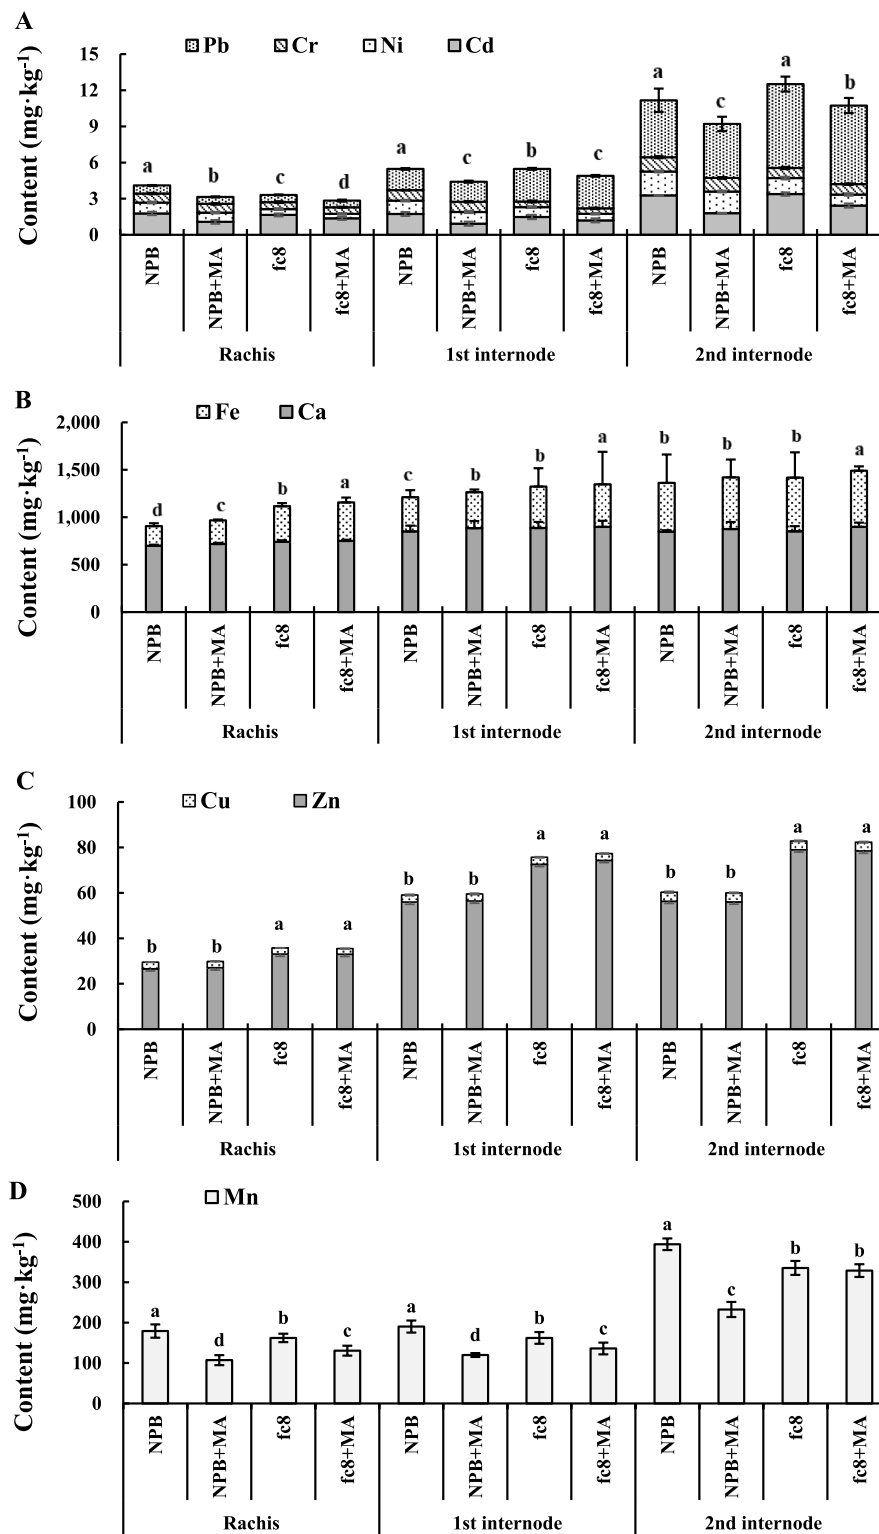 A
Pb Cr Ni Cd
Content (mg·kg-1)
15
12
9
6
3
0
a b c d a c b c a c a b
NPB NPB+MA fc8 fc8+MA NPB NPB+MA fc8 fc8+MA NPB NPB+MA fc8 fc8+MA
Rachis 1st internode 2nd internode
B
Fe Ca
Content (mg·kg-1)
2,000
1,500
1,000
500
0
d c b a c b b a b b b a
NPB NPB+MA fc8 fc8+MA NPB NPB+MA fc8 fc8+MA NPB NPB+MA fc8 fc8+MA
Rachis 1st internode 2nd internode
C
Cu Zn
Content (mg·kg-1)
100
80
60
40
20
0
b b a a b b a a b b a a
NPB NPB+MA fc8 fc8+MA NPB NPB+MA fc8 fc8+MA NPB NPB+MA fc8 fc8+MA
Rachis 1st internode 2nd internode
D
Mn
Content (mg·kg-1)
500
400
300
200
100
0
a d b c a d b c a c b b
NPB NPB+MA fc8 fc8+MA NPB NPB+MA fc8 fc8+MA NPB NPB+MA fc8 fc8+MA
Rachis 1st internode 2nd internode